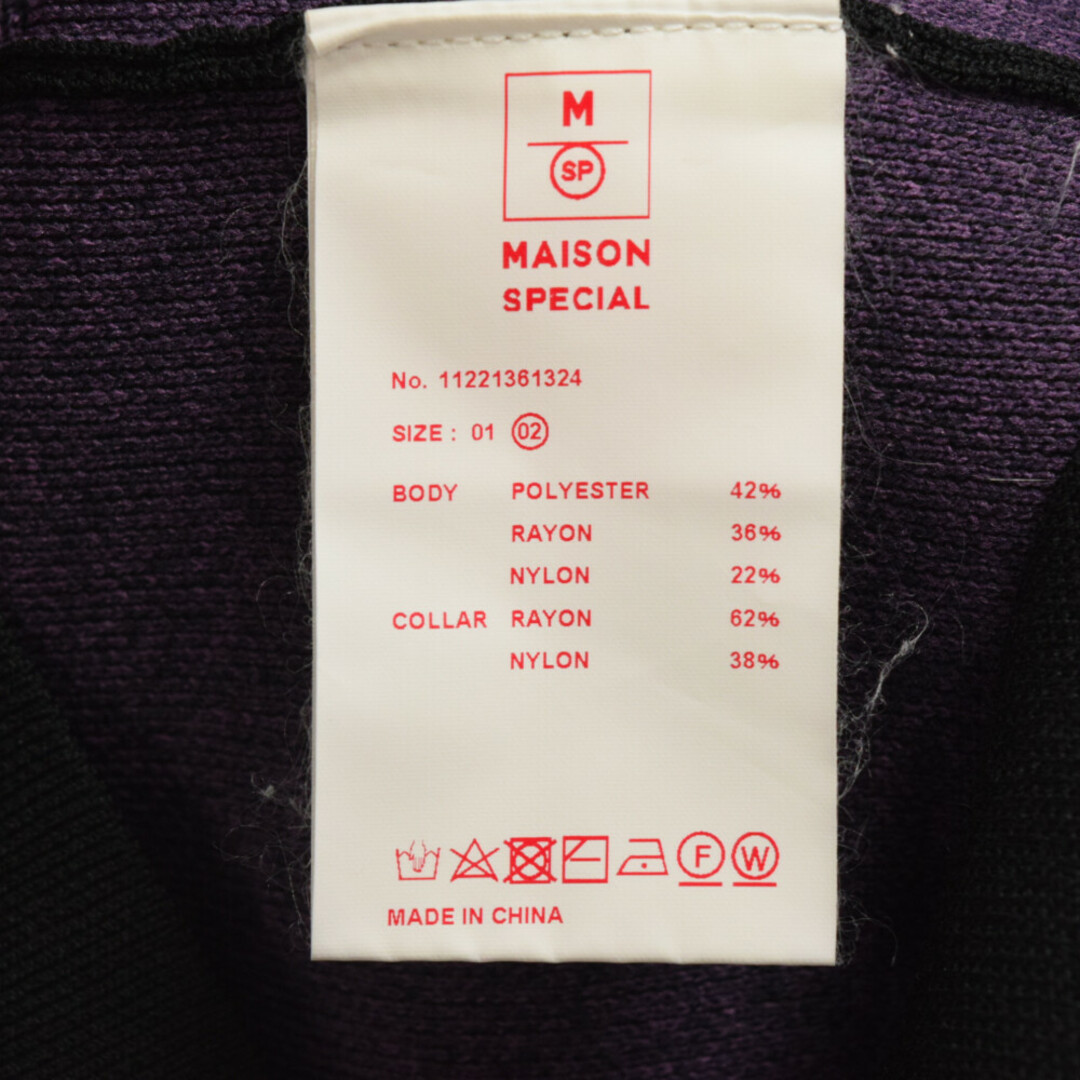 M
SP
MAISON
SPECIAL
No. 11221361324
SIZE : 01 02
BODY POLYESTER 42%
RAYON 36%
NYLON 22%
COLLAR RAYON 62%
NYLON 38%
F W
MADE IN CHINA